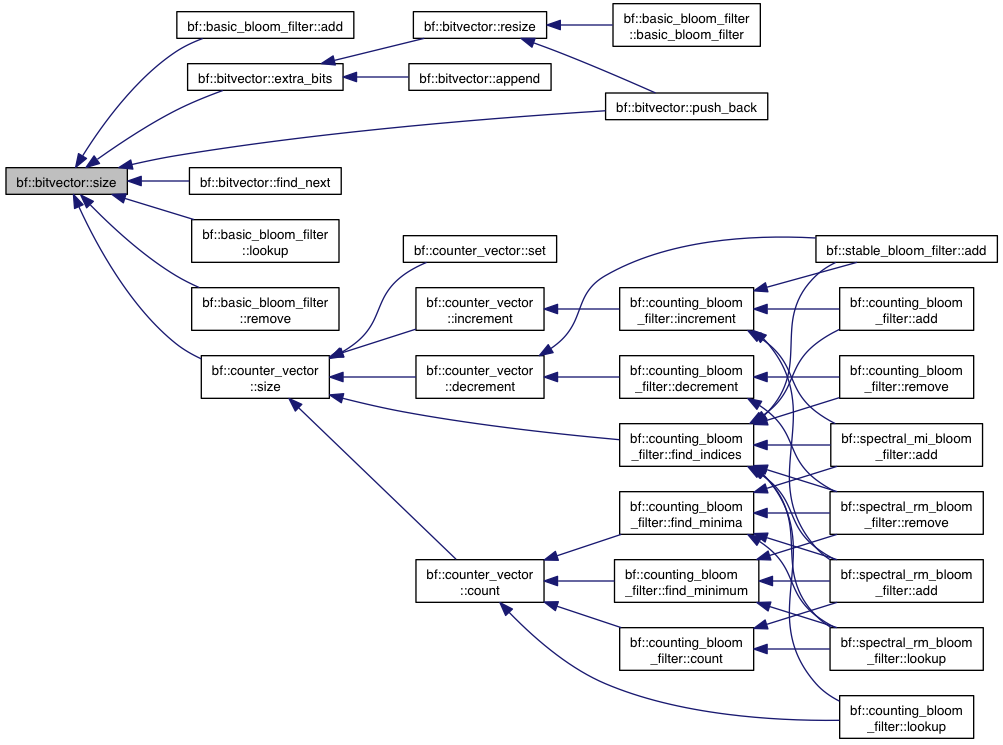 bf::basic_bloom_filter::add
bf::bitvector::resize
bf::basic_bloom_filter
::basic_bloom_filter
bf::bitvector::extra_bits
bf::bitvector::append
bf::bitvector::push_back
bf::bitvector::size
bf::bitvector::find_next
bf::basic_bloom_filter
::lookup
bf::basic_bloom_filter
::remove
bf::counter_vector
::size
bf::counter_vector::set
bf::counter_vector
::increment
bf::counter_vector
::decrement
bf::counter_vector
::count
bf::counting_bloom
_filter::increment
bf::counting_bloom
_filter::decrement
bf::counting_bloom
_filter::find_indices
bf::counting_bloom
_filter::find_minima
bf::counting_bloom
_filter::find_minimum
bf::counting_bloom
_filter::count
bf::stable_bloom_filter::add
bf::counting_bloom
_filter::add
bf::counting_bloom
_filter::remove
bf::spectral_mi_bloom
_filter::add
bf::spectral_rm_bloom
_filter::remove
bf::spectral_rm_bloom
_filter::add
bf::spectral_rm_bloom
_filter::lookup
bf::counting_bloom
_filter::lookup